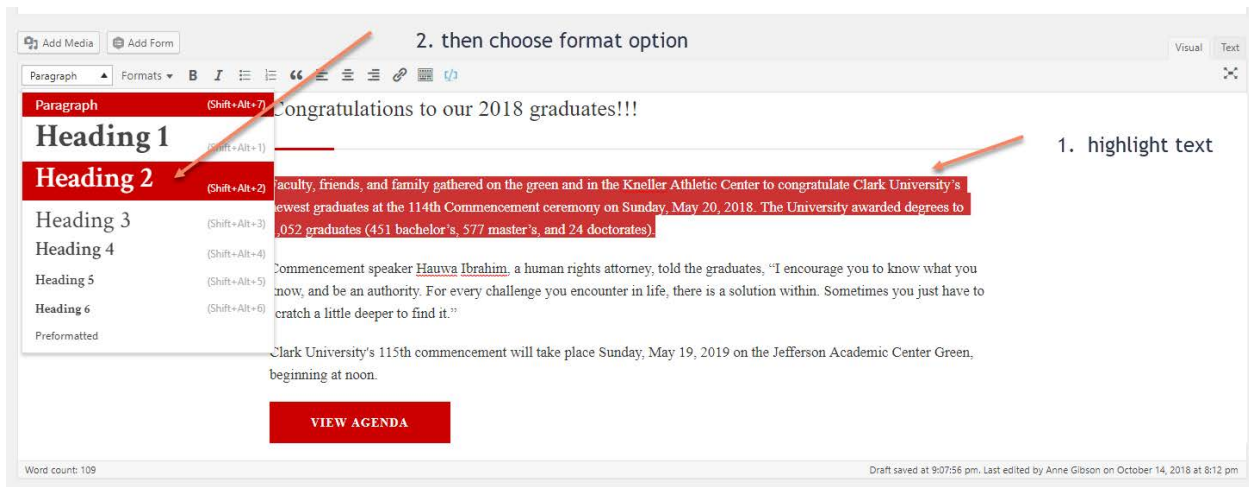 2. then choose format option
Add Media Add Form
Visual Text
Paragraph Formats B I
Paragraph (Shift+Alt+7)
Heading 1 (Shift+Alt+1)
Heading 2 (Shift+Alt+2)
Heading 3 (Shift+Alt+3)
Heading 4 (Shift+Alt+4)
Heading 5 (Shift+Alt+5)
Heading 6 (Shift+Alt+6)
Preformatted
Congratulations to our 2018 graduates!!!
1. highlight text
Faculty, friends, and family gathered on the green and in the Kneller Athletic Center to congratulate Clark University's
newest graduates at the 114th Commencement ceremony on Sunday, May 20, 2018. The University awarded degrees to
,052 graduates (451 bachelor's, 577 master's, and 24 doctorates).
Commencement speaker Hauwa Ibrahim, a human rights attorney, told the graduates, “I encourage you to know what you
know, and be an authority. For every challenge you encounter in life, there is a solution within. Sometimes you just have to
scratch a little deeper to find it.”
Clark University's 115th commencement will take place Sunday, May 19, 2019 on the Jefferson Academic Center Green,
beginning at noon.
VIEW AGENDA
Word count: 109
Draft saved at 9:07:56 pm. Last edited by Anne Gibson on October 14, 2018 at 8:12 pm